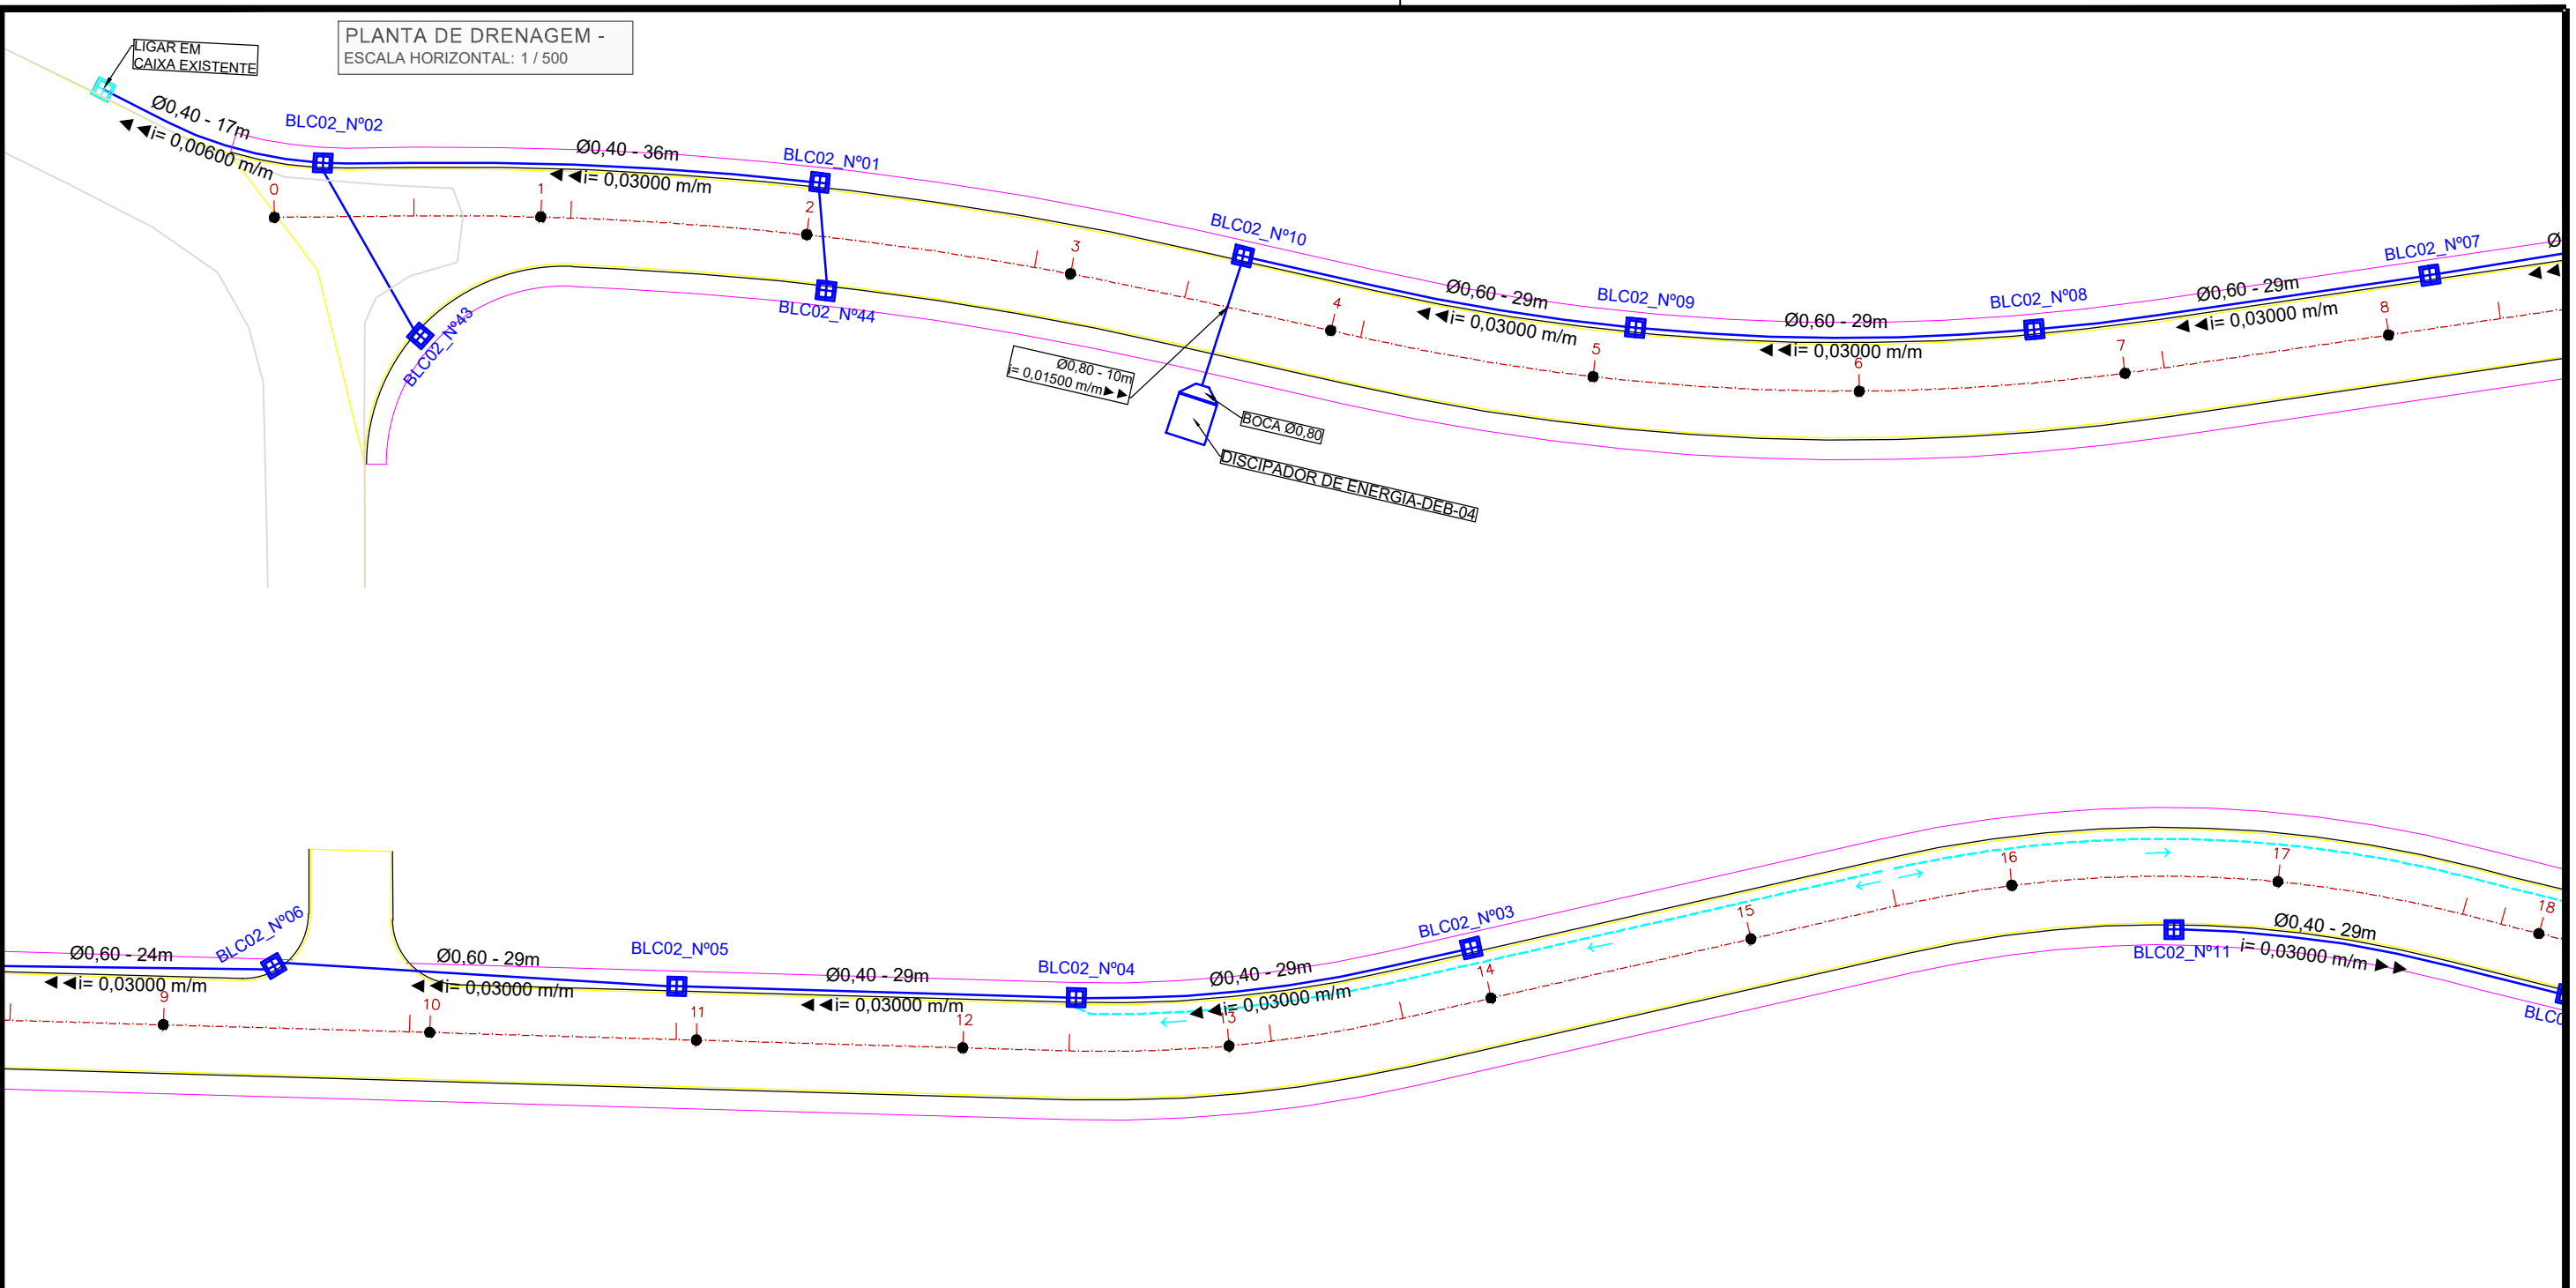 PLANTA DE DRENAGEM -
ESCALA HORIZONTAL: 1 / 500
LIGAR EM
CAIXA EXISTENTE
Ø0,40 - 17m
i= 0,00600 m/m
BLC02_Nº02
Ø0,40 - 36m
i= 0,03000 m/m
BLC02_Nº01
0
1
2
3
4
5
6
7
8
BLC02_Nº43
BLC02_Nº44
BLC02_Nº10
Ø0,80 - 10m
i= 0,01500 m/m
BOCA Ø0,80
DISCIPADOR DE ENERGIA-DEB-04
Ø0,60 - 29m
i= 0,03000 m/m
BLC02_Nº09
Ø0,60 - 29m
i= 0,03000 m/m
BLC02_Nº08
Ø0,60 - 29m
i= 0,03000 m/m
BLC02_Nº07
Ø
Ø0,60 - 24m
i= 0,03000 m/m
BLC02_Nº06
Ø0,60 - 29m
i= 0,03000 m/m
BLC02_Nº05
Ø0,40 - 29m
i= 0,03000 m/m
BLC02_Nº04
Ø0,40 - 29m
i= 0,03000 m/m
BLC02_Nº03
9
10
11
12
13
14
15
16
17
18
BLC02_Nº11
Ø0,40 - 29m
i= 0,03000 m/m